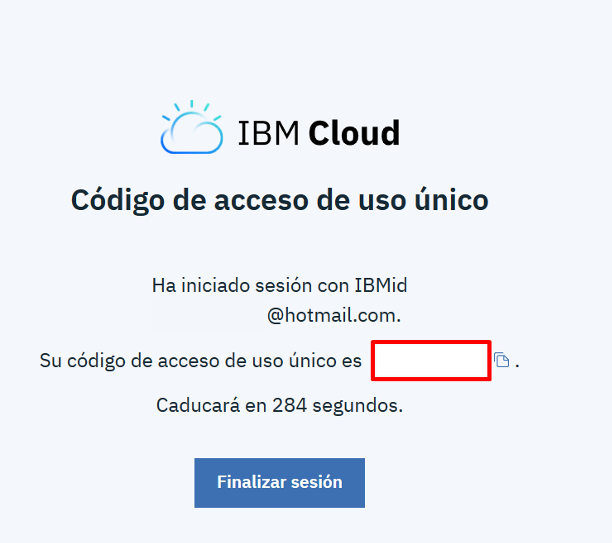 IBM Cloud
Código de acceso de uso único
Ha iniciado sesión con IBMid
@hotmail.com.
Su código de acceso de uso único es .
Caducará en 284 segundos.
Finalizar sesión